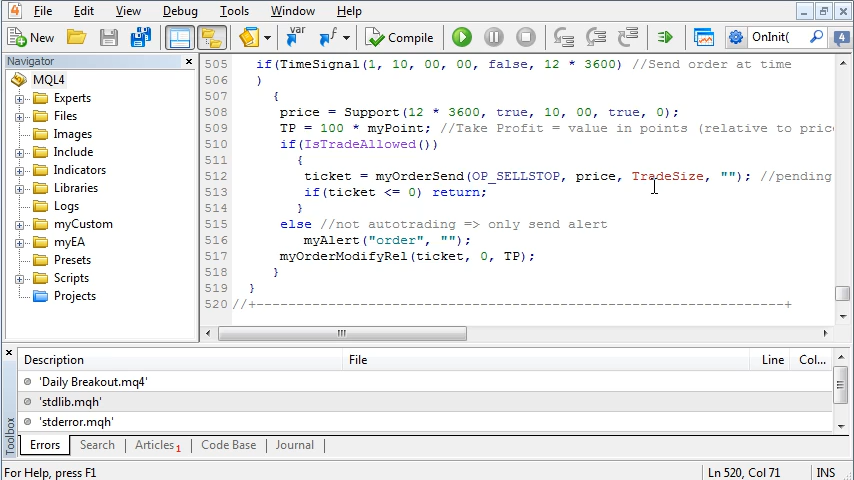 File Edit View Debug Tools Window Help
New var Compile OnInit( 4
Navigator
MQL4
Experts
Files
Images
Include
Indicators
Libraries
Logs
myCustom
myEA
Presets
Scripts
Projects
505 if(TimeSignal(1, 10, 00, 00, false, 12 * 3600) //Send order at time
506 )
507 {
508 price = Support(12 * 3600, true, 10, 00, true, 0);
509 TP = 100 * myPoint; //Take Profit = value in points (relative to price
510 if(IsTradeAllowed())
511 {
512 ticket = myOrderSend(OP_SELLSTOP, price, TradeSize, ""); //pending
513 if(ticket <= 0) return;
514 }
515 else //not autotrading => only send alert
516 myAlert("order", "");
517 myOrderModifyRel(ticket, 0, TP);
518 }
519 }
520 //+------------------------------------------------------------------+
Description File Line Col...
'Daily Breakout.mq4'
'stdlib.mqh'
'stderror.mqh'
Toolbox
Errors Search Articles 1 Code Base Journal
For Help, press F1 Ln 520, Col 71 INS